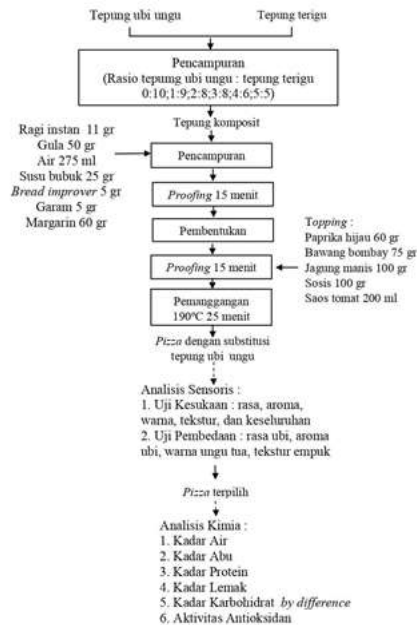 Tepung ubi ungu
Tepung terigu
Pencampuran
(Rasio tepumg ubi ungu : tepung terigu
0:10;1:9;2:8;3:8;4:6;5:5)
Tepung komposit
Ragi instan 11 gr
Gula 50 gr
Air 275 ml
Susu bubuk 25 gr
Bread improver 5 gr
Garam 5 gr
Margarin 60 gr
Pencampuran
Proofing 15 menit
Pembentukan
Proofing 15 menit
Topping :
Paprika hijau 60 gr
Bawang bombay 75 gr
Jagung manis 100 gr
Sosis 100 gr
Saos tomat 200 ml
Pemanggangan
190ºC 25 menit
Pizza dengan substitusi
tepung ubi ungu
Analisis Sensoris :
1. Uji Kesukaan : rasa, aroma,
warna, tekstur, dan keseluruhan
2. Uji Pembedaan : rasa ubi, aroma
ubi, warna ungu tua, tekstur empuk
Pizza terpilih
Analisis Kimia :
1. Kadar Air
2. Kadar Abu
3. Kadar Protein
4. Kadar Lemak
5. Kadar Karbohidrat by difference
6. Aktivitas Antioksidan